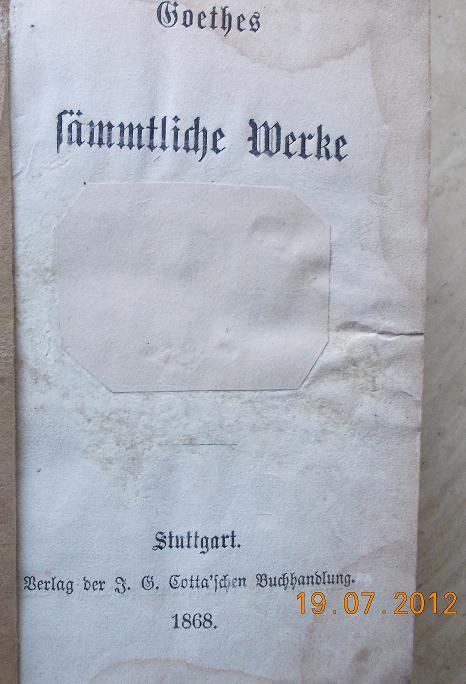 Goethes
sämmtliche Werke
Stuttgart.
Verlag der J. G. Cotta'schen Buchhandlung.
1868.
19.07.2012